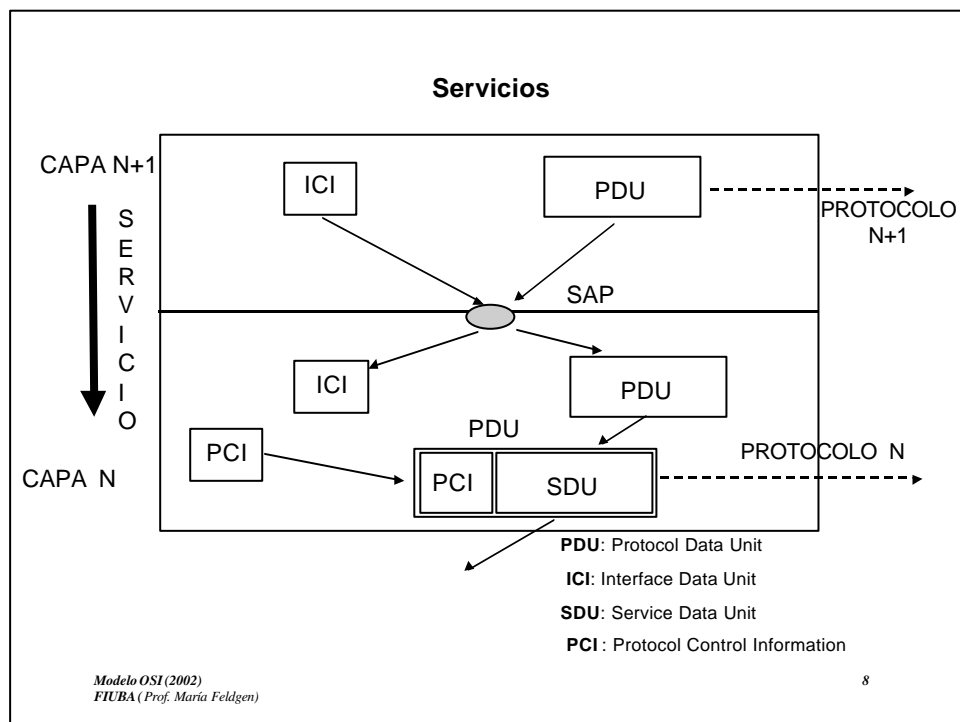 Servicios
CAPA N+1
SERVICIO
ICI
PDU
PROTOCOLO
N+1
SAP
ICI
PDU
PDU
PCI
PCI
SDU
PROTOCOLO N
CAPA N
PDU: Protocol Data Unit
ICI: Interface Data Unit
SDU: Service Data Unit
PCI : Protocol Control Information
Modelo OSI (2002)
FIUBA ( Prof. María Feldgen)
8